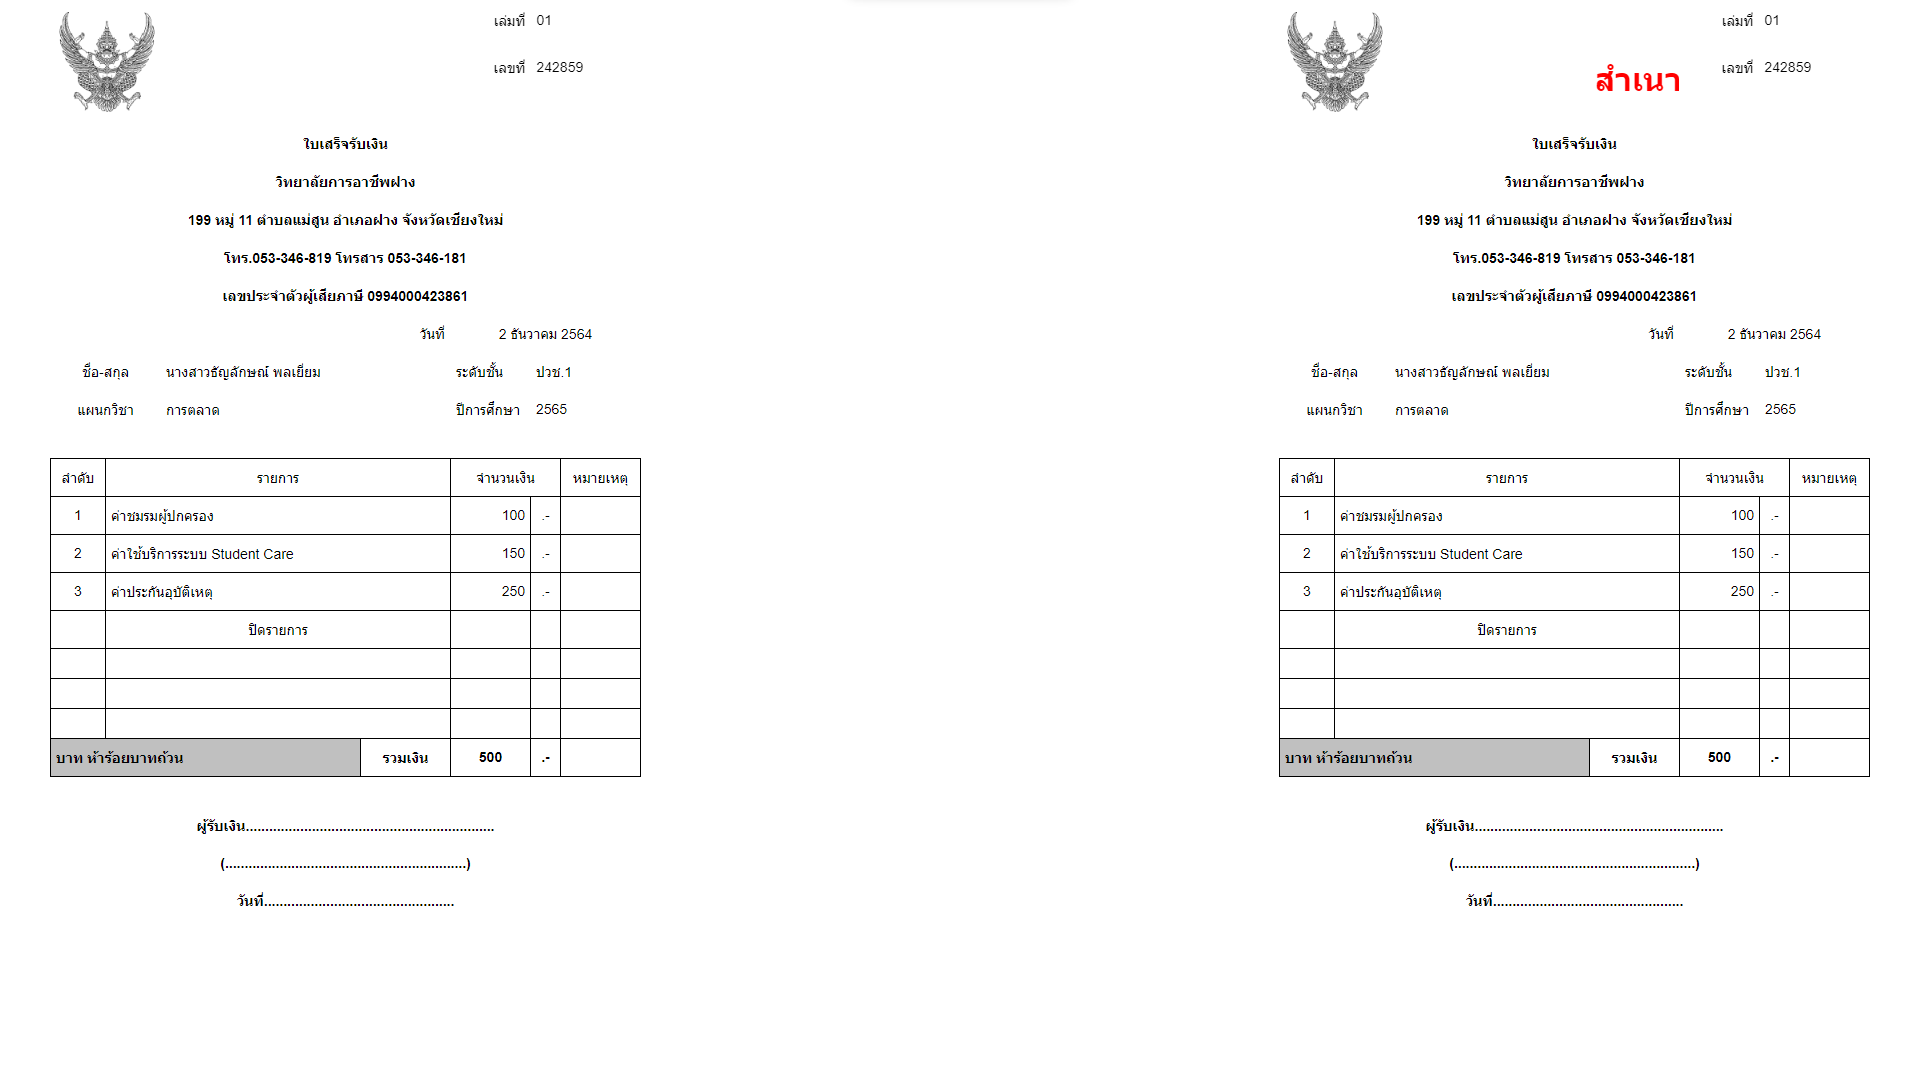 เล่มที่ 01
เลขที่ 242859
ใบเสร็จรับเงิน
วิทยาลัยการอาชีพฝาง
199 หมู่ 11 ตำบลแม่สูน อำเภอฝาง จังหวัดเชียงใหม่
โทร.053-346-819 โทรสาร 053-346-181
เลขประจำตัวผู้เสียภาษี 0994000423861
วันที่ 2 ธันวาคม 2564
ชื่อ-สกุล นางสาวธัญลักษณ์ พลเยี่ยม ระดับชั้น ปวช.1
แผนกวิชา การตลาด ปีการศึกษา 2565
ลำดับ รายการ จำนวนเงิน หมายเหตุ
1 ค่าชมรมผู้ปกครอง 100 .-
2 ค่าใช้บริการระบบ Student Care 150 .-
3 ค่าประกันอุบัติเหตุ 250 .-
ปิดรายการ
บาท ห้าร้อยบาทถ้วน รวมเงิน 500 .-
ผู้รับเงิน................................................................
(..............................................................)
วันที่.................................................
เล่มที่ 01
เลขที่ 242859
สำเนา
ใบเสร็จรับเงิน
วิทยาลัยการอาชีพฝาง
199 หมู่ 11 ตำบลแม่สูน อำเภอฝาง จังหวัดเชียงใหม่
โทร.053-346-819 โทรสาร 053-346-181
เลขประจำตัวผู้เสียภาษี 0994000423861
วันที่ 2 ธันวาคม 2564
ชื่อ-สกุล นางสาวธัญลักษณ์ พลเยี่ยม ระดับชั้น ปวช.1
แผนกวิชา การตลาด ปีการศึกษา 2565
ลำดับ รายการ จำนวนเงิน หมายเหตุ
1 ค่าชมรมผู้ปกครอง 100 .-
2 ค่าใช้บริการระบบ Student Care 150 .-
3 ค่าประกันอุบัติเหตุ 250 .-
ปิดรายการ
บาท ห้าร้อยบาทถ้วน รวมเงิน 500 .-
ผู้รับเงิน................................................................
(..............................................................)
วันที่.................................................